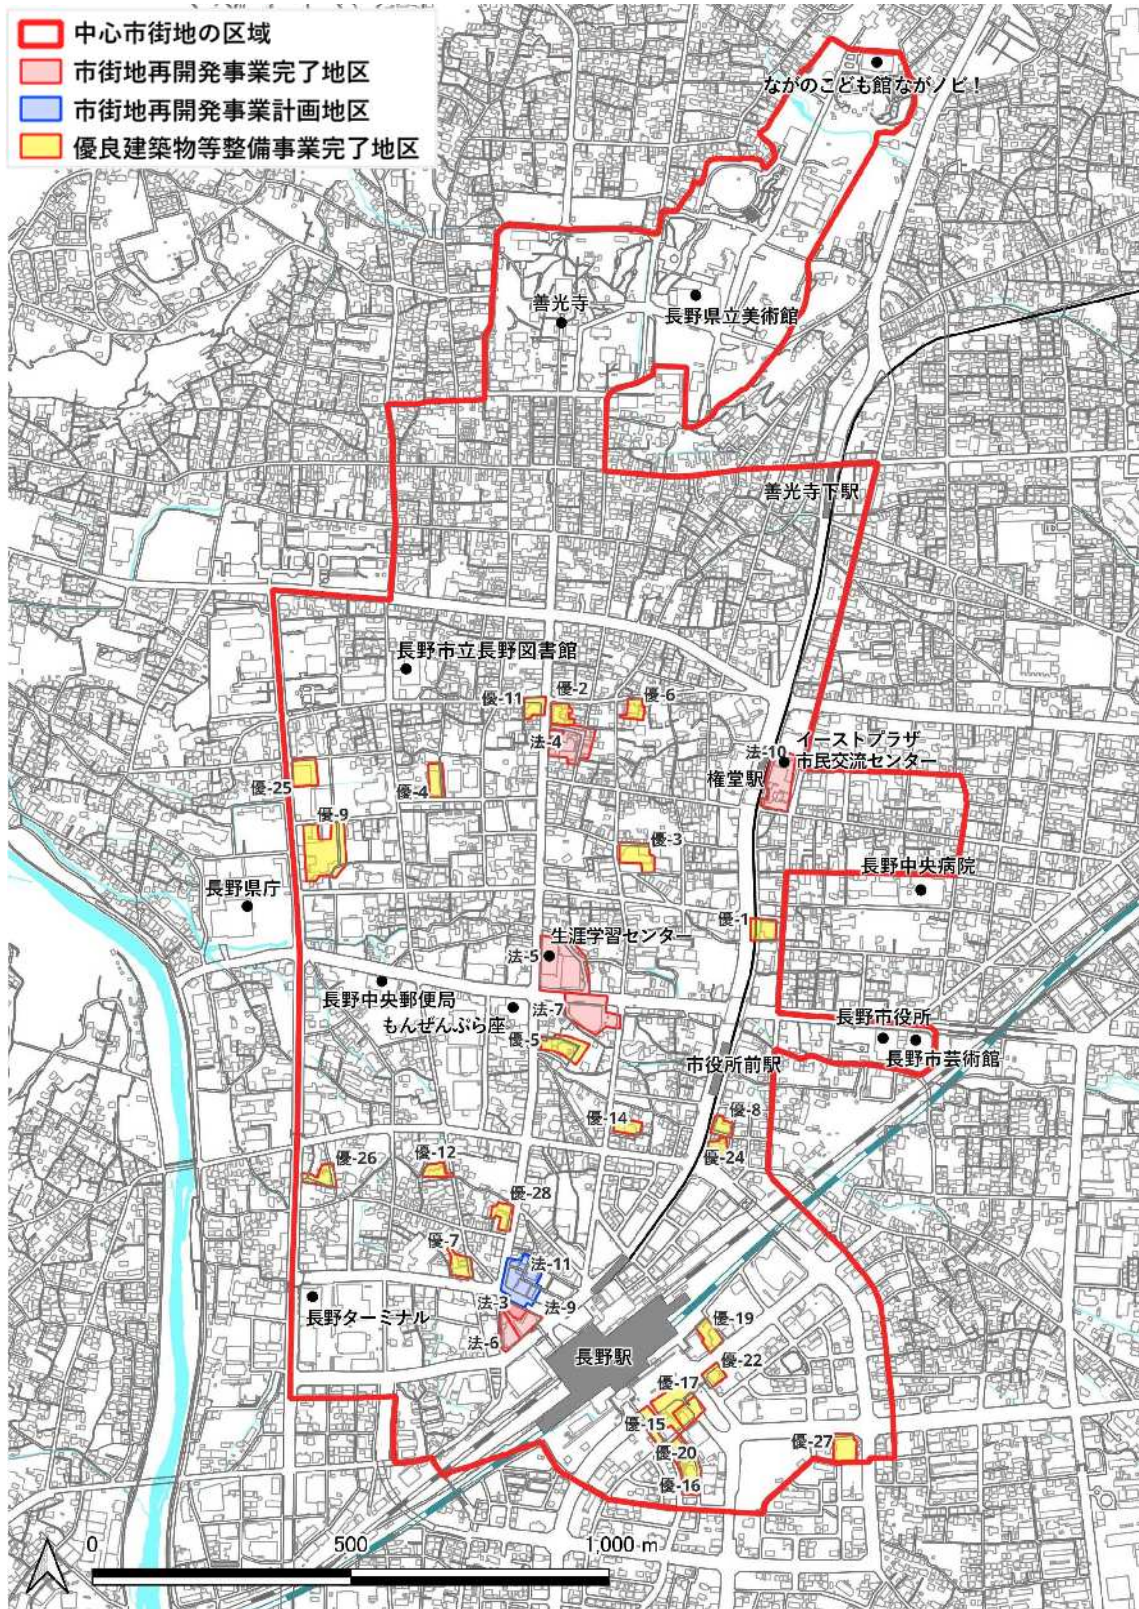 中心市街地の区域
市街地再開発事業完了地区
市街地再開発事業計画地区
優良建築物等整備事業完了地区
ながのこども館ながノビ！
善光寺
長野県立美術館
善光寺下駅
長野市立長野図書館
優-11
優-2
優-6
法-4
法-10
イーストプラザ
市民交流センター
権堂駅
優-25
優-4
優-9
優-3
長野県庁
長野中央病院
優-1
生涯学習センター
法-5
長野中央郵便局
もんぜんぷら座
法-7
優-5
長野市役所
長野市芸術館
市役所前駅
優-14
優-8
優-24
優-26
優-12
優-28
優-7
法-11
法-3
法-9
法-6
長野ターミナル
長野駅
優-19
優-22
優-17
優-15
優-20
優-16
優-27
0
500
1,000 m